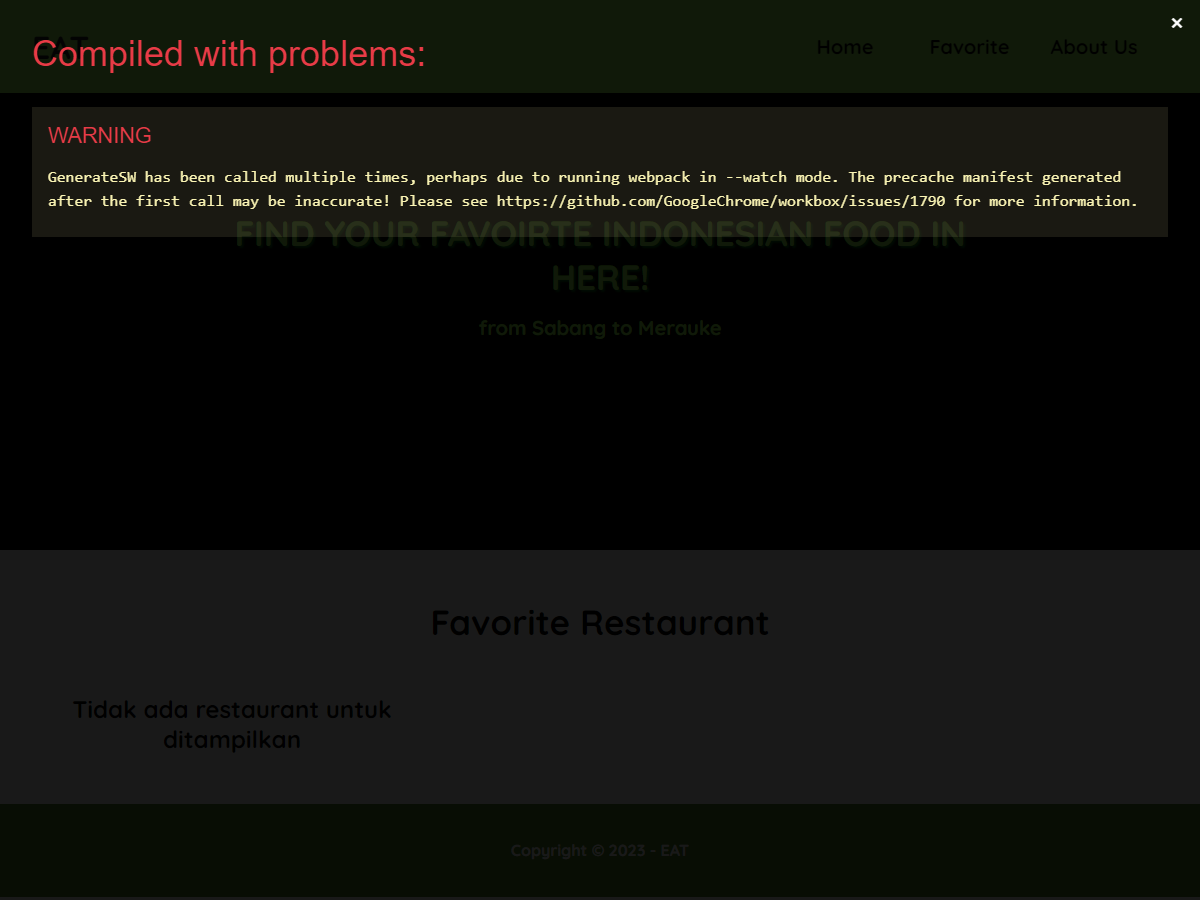 ×
EAT
Compiled with problems:
Home Favorite About Us
WARNING
GenerateSW has been called multiple times, perhaps due to running webpack in --watch mode. The precache manifest generated
after the first call may be inaccurate! Please see https://github.com/GoogleChrome/workbox/issues/1790 for more information.
FIND YOUR FAVOIRTE INDONESIAN FOOD IN
HERE!
from Sabang to Merauke
Favorite Restaurant
Tidak ada restaurant untuk
ditampilkan
Copyright © 2023 - EAT